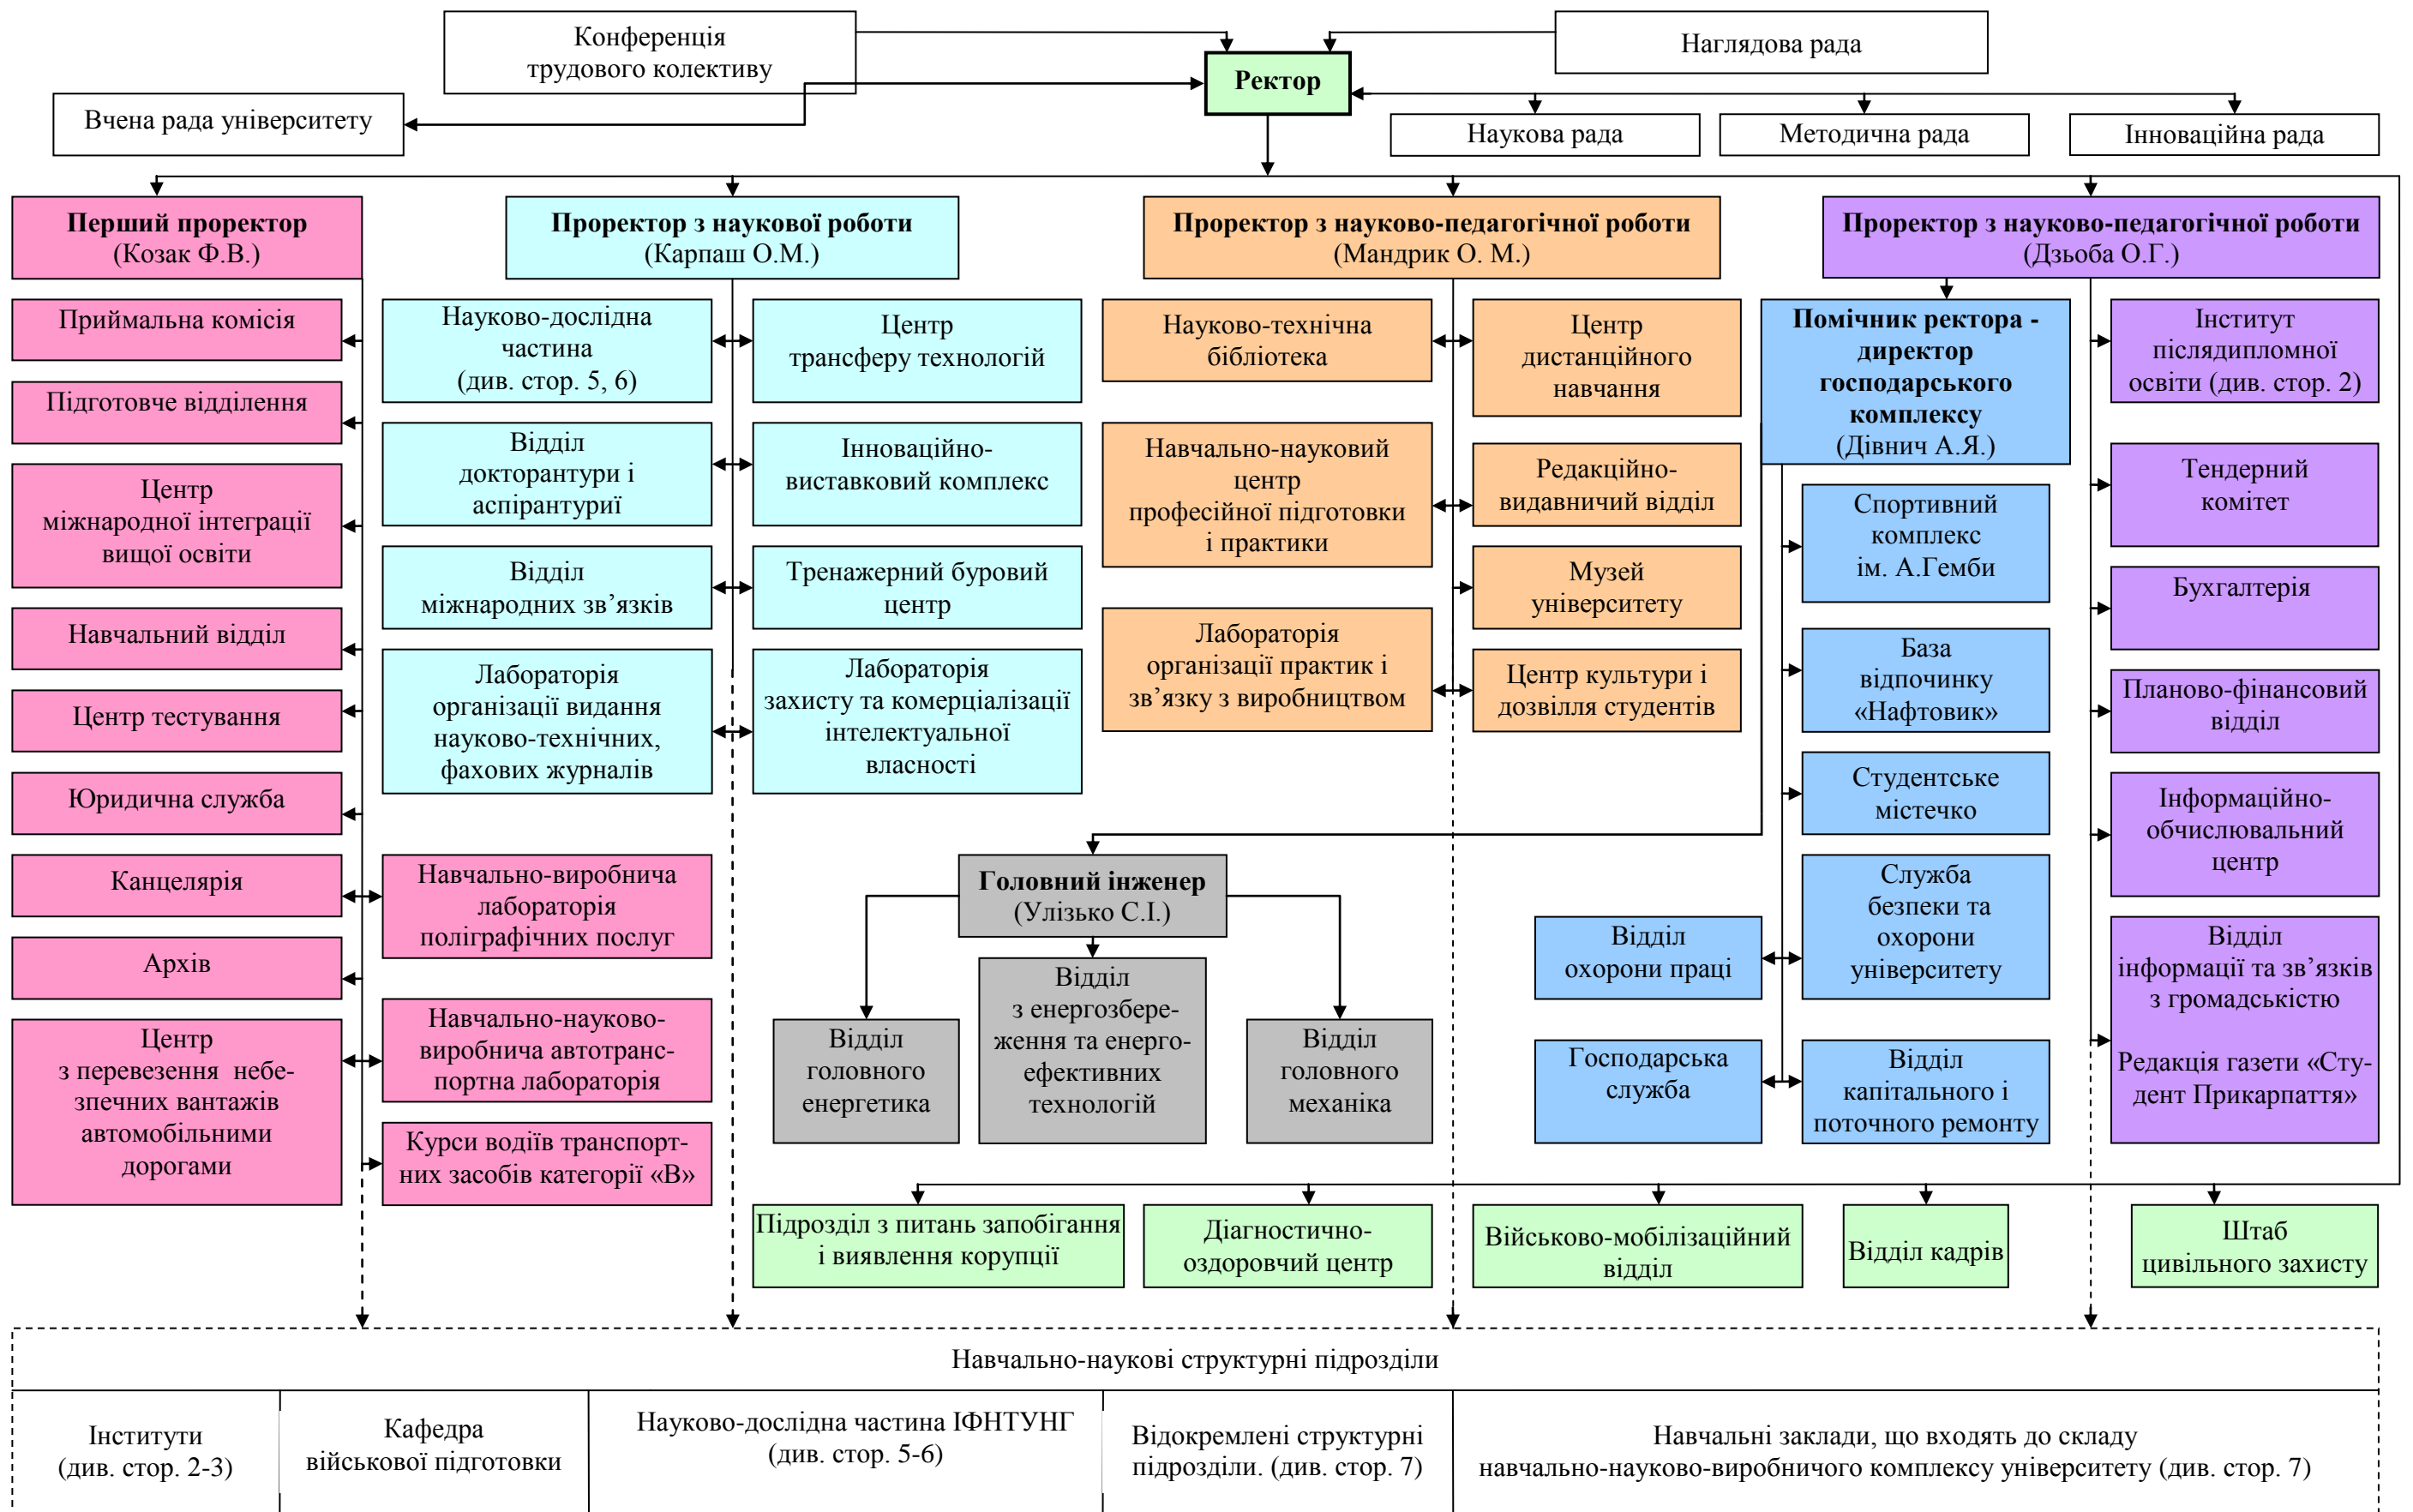 Конференція
трудового колективу
Наглядова рада
Ректор
Вчена рада університету
Наукова рада
Методична рада
Інноваційна рада
Перший проректор
(Козак Ф.В.)
Проректор з наукової роботи
(Карпаш О.М.)
Проректор з науково-педагогічної роботи
(Мандрик О. М.)
Проректор з науково-педагогічної роботи
(Дзьоба О.Г.)
Приймальна комісія
Підготовче відділення
Центр
міжнародної інтеграції
вищої освіти
Навчальний відділ
Центр тестування
Юридична служба
Канцелярія
Архів
Центр
з перевезення небе-
зпечних вантажів
автомобільними
дорогами
Навчально-виробнича
лабораторія
поліграфічних послуг
Навчально-науково-
виробнича автотранс-
портна лабораторія
Курси водіїв транспорт-
них засобів категорії «В»
Науково-дослідна
частина
(див. стор. 5, 6)
Відділ
докторантури і
аспірантуриї
Відділ
міжнародних зв’язків
Лабораторія
організації видання
науково-технічних,
фахових журналів
Центр
трансферу технологій
Інноваційно-
виставковий комплекс
Тренажерний буровий
центр
Лабораторія
захисту та комерціалізації
інтелектуальної
власності
Науково-технічна
бібліотека
Навчально-науковий
центр
професійної підготовки
і практики
Лабораторія
організації практик і
зв’язку з виробництвом
Центр
дистанційного
навчання
Редакційно-
видавничий відділ
Музей
університету
Центр культури і
дозвілля студентів
Помічник ректора -
директор
господарського
комплексу
(Дівнич А.Я.)
Спортивний
комплекс
ім. А.Гемби
База
відпочинку
«Нафтовик»
Студентське
містечко
Служба
безпеки та
охорони
університету
Відділ
охорони праці
Господарська
служба
Відділ
капітального і
поточного ремонту
Інститут
післядипломної
освіти (див. стор. 2)
Тендерний
комітет
Бухгалтерія
Планово-фінансовий
відділ
Інформаційно-
обчислювальний
центр
Відділ
інформації та зв’язків
з громадськістю
Редакція газети «Сту-
дент Прикарпаття»
Головний інженер
(Улізько С.І.)
Відділ
головного
енергетика
Відділ
з енергозбере-
ження та енерго-
ефективних
технологій
Відділ
головного
механіка
Підрозділ з питань запобігання
і виявлення корупції
Діагностично-
оздоровчий центр
Військово-мобілізаційний
відділ
Відділ кадрів
Штаб
цивільного захисту
Навчально-наукові структурні підрозділи
Інститути
(див. стор. 2-3)
Кафедра
військової підготовки
Науково-дослідна частина ІФНТУНГ
(див. стор. 5-6)
Відокремлені структурні
підрозділи. (див. стор. 7)
Навчальні заклади, що входять до складу
навчально-науково-виробничого комплексу університету (див. стор. 7)